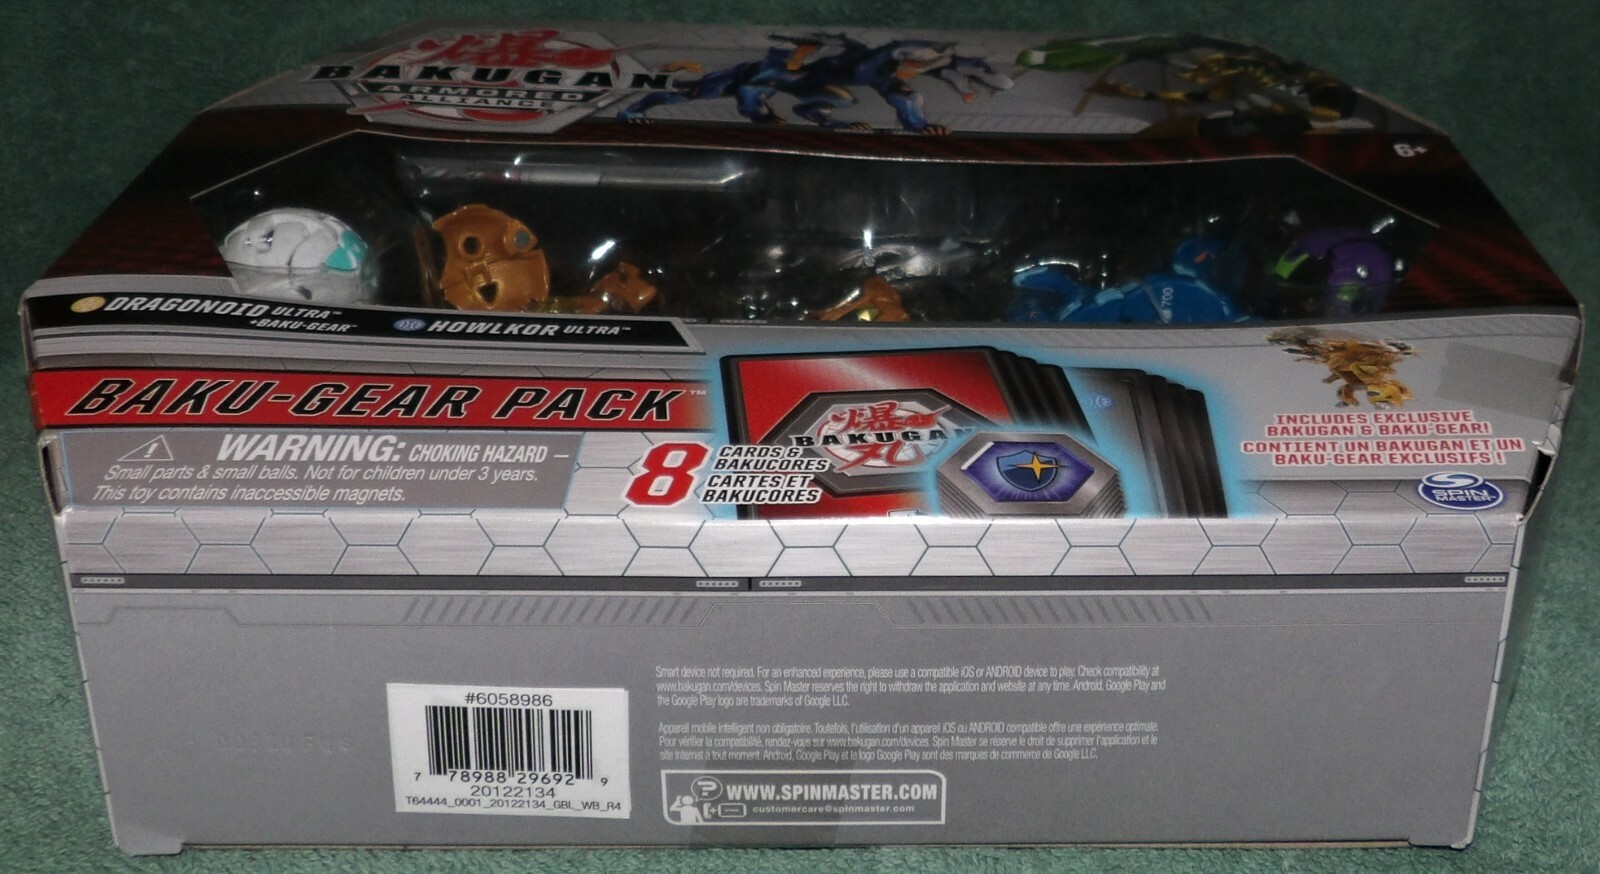 火爆
BAKUGAN
ARMORED
ALLIANCE
6+
700
DRAGONOID ULTRA™
+BAKU-GEAR™
HOWLKOR ULTRA™
BAKU-GEAR PACK™
WARNING: CHOKING HAZARD –
Small parts & small balls. Not for children under 3 years.
This toy contains inaccessible magnets.
8 CARDS &
BAKUCORES
CARTES ET
BAKUCORES
BAKUGAN
INCLUDES EXCLUSIVE
BAKUGAN & BAKU-GEAR!
CONTIENT UN BAKUGAN ET UN
BAKU-GEAR EXCLUSIFS !
SPIN
MASTER™
#6058986
7 78988 29692 9
20122134
T64444_0001_20122134_GBL_WB_R4
Smart device not required. For an enhanced experience, please use a compatible iOS or ANDROID device to play. Check compatibility at
www.bakugan.com/devices. Spin Master reserves the right to withdraw the application and website at any time. Android, Google Play and
the Google Play logo are trademarks of Google LLC.
Appareil mobile intelligent non obligatoire. Toutefois, l'utilisation d'un appareil iOS ou ANDROID compatible offre une expérience optimale.
Pour vérifier la compatibilité, rendez-vous sur www.bakugan.com/devices. Spin Master se réserve le droit de supprimer l'application et le
site Internet à tout moment. Android, Google Play et le logo Google Play sont des marques de commerce de Google LLC.
WWW.SPINMASTER.COM
customercare@spinmaster.com